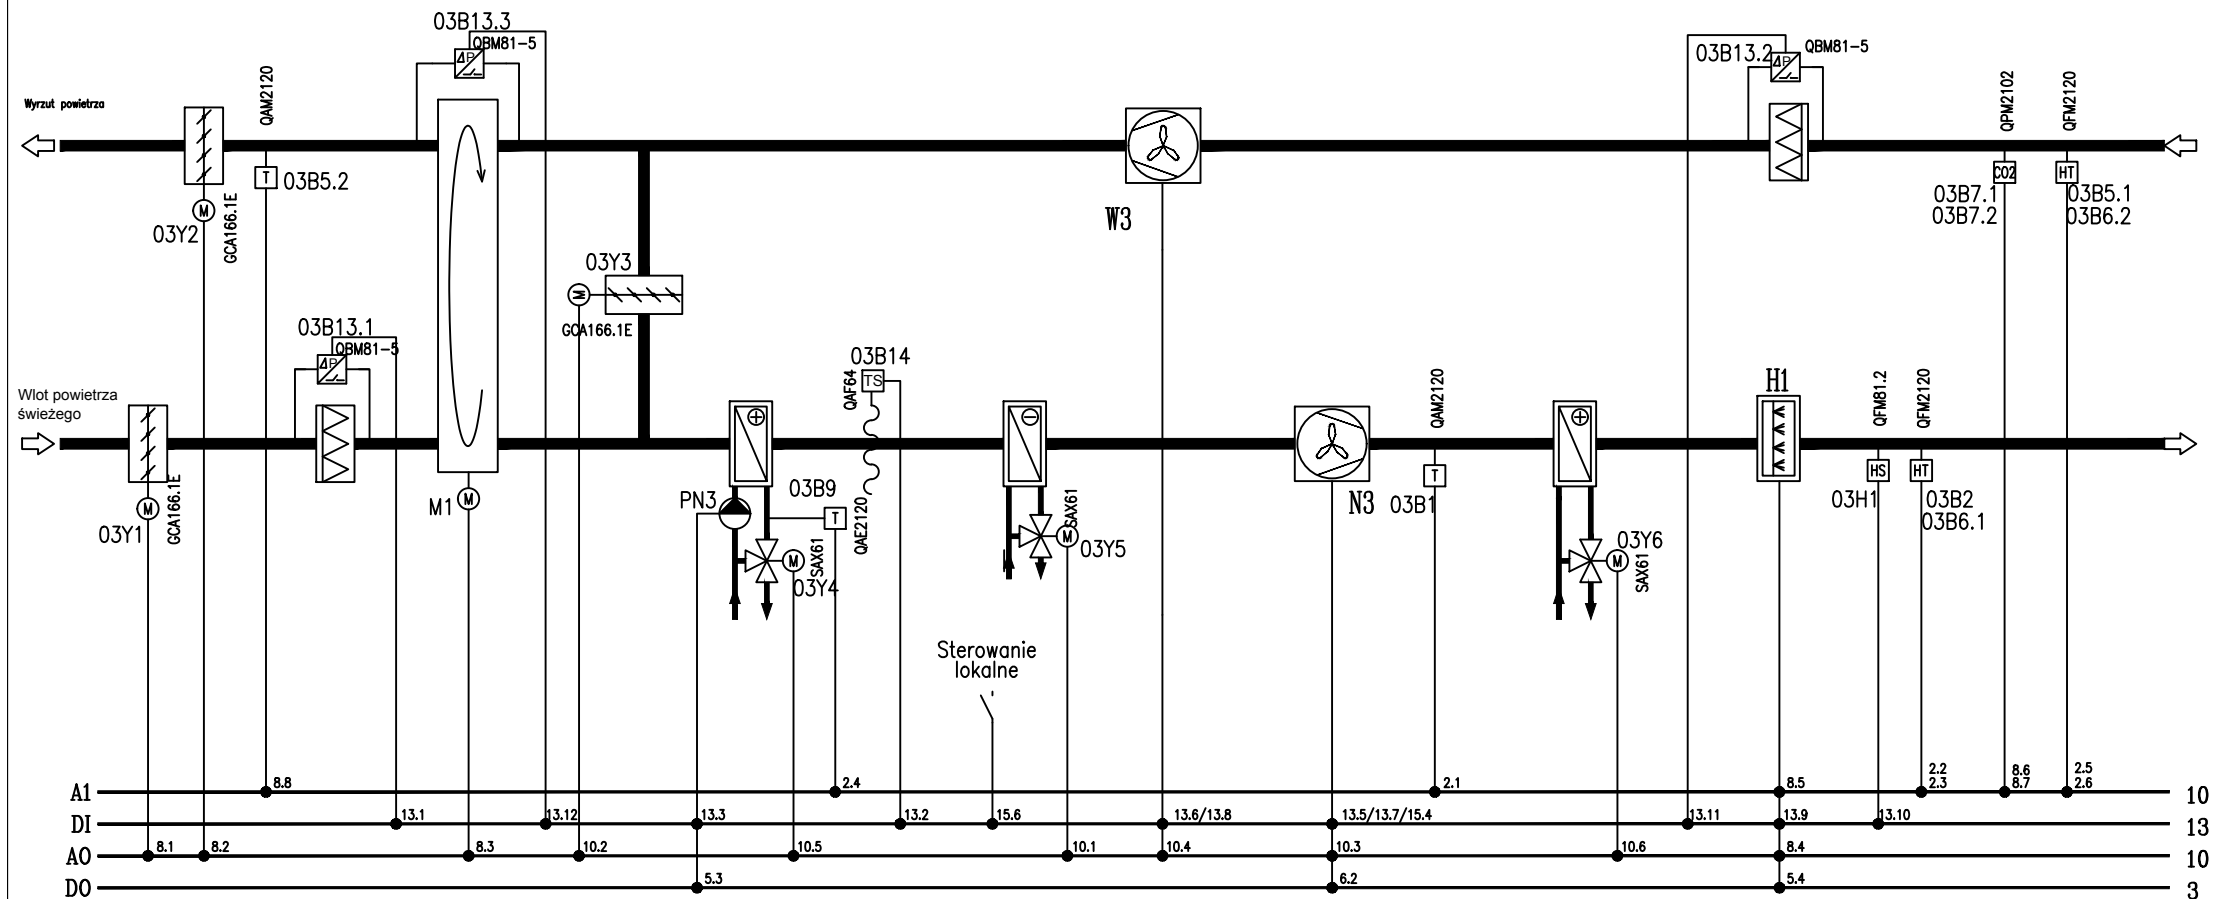 03B13.3
QBM81-5
ΔP
03B13.2
QBM81-5
ΔP
Wyrzut powietrza
QAM2120
QPM2102
QFM2120
T
03B5.2
M
03Y2
GCA166.1E
W3
CO2
HT
03B7.1
03B7.2
03B5.1
03B6.2
03Y3
M
GCA166.1E
03B13.1
QBM81-5
ΔP
Wlot powietrza
świeżego
03B14
QAF64
TS
H1
QAM2120
QFM81.2
QFM2120
M
03Y1
GCA166.1E
M1
M
PN3
03B9
T
QAE2120
M
SAX61
03Y4
SAX61
M
03Y5
N3
T
03B1
M
03Y6
SAX61
HS
03H1
HT
03B2
03B6.1
Sterowanie
lokalne
A1
8.8
2.4
2.1
8.5
2.2
2.3
8.6
8.7
2.5
2.6
10
DI
13.1
13.12
13.3
13.2
15.6
13.6/13.8
13.5/13.7/15.4
13.11
13.9
13.10
13
AO
8.1
8.2
8.3
10.2
10.5
10.1
10.4
10.3
10.6
8.4
10
DO
5.3
6.2
5.4
3